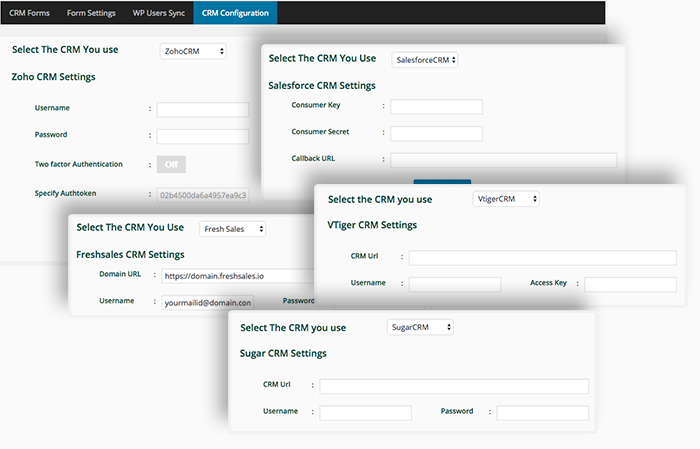 CRM Forms Form Settings WP Users Sync CRM Configuration
Select The CRM You use ZohoCRM
Zoho CRM Settings
Username :
Password :
Two factor Authentication : Off
Specify Authtoken : 02b4500da6a4957ea9c3
Select The CRM You Use SalesforceCRM
Salesforce CRM Settings
Consumer Key :
Consumer Secret :
Callback URL :
Select the CRM you use VtigerCRM
VTiger CRM Settings
CRM Url :
Username : Access Key :
Select The CRM You Use Fresh Sales
Freshsales CRM Settings
Domain URL : https://domain.freshsales.io
Username : yourmailid@domain.con Password
Select The CRM you use SugarCRM
Sugar CRM Settings
CRM Url :
Username : Password :